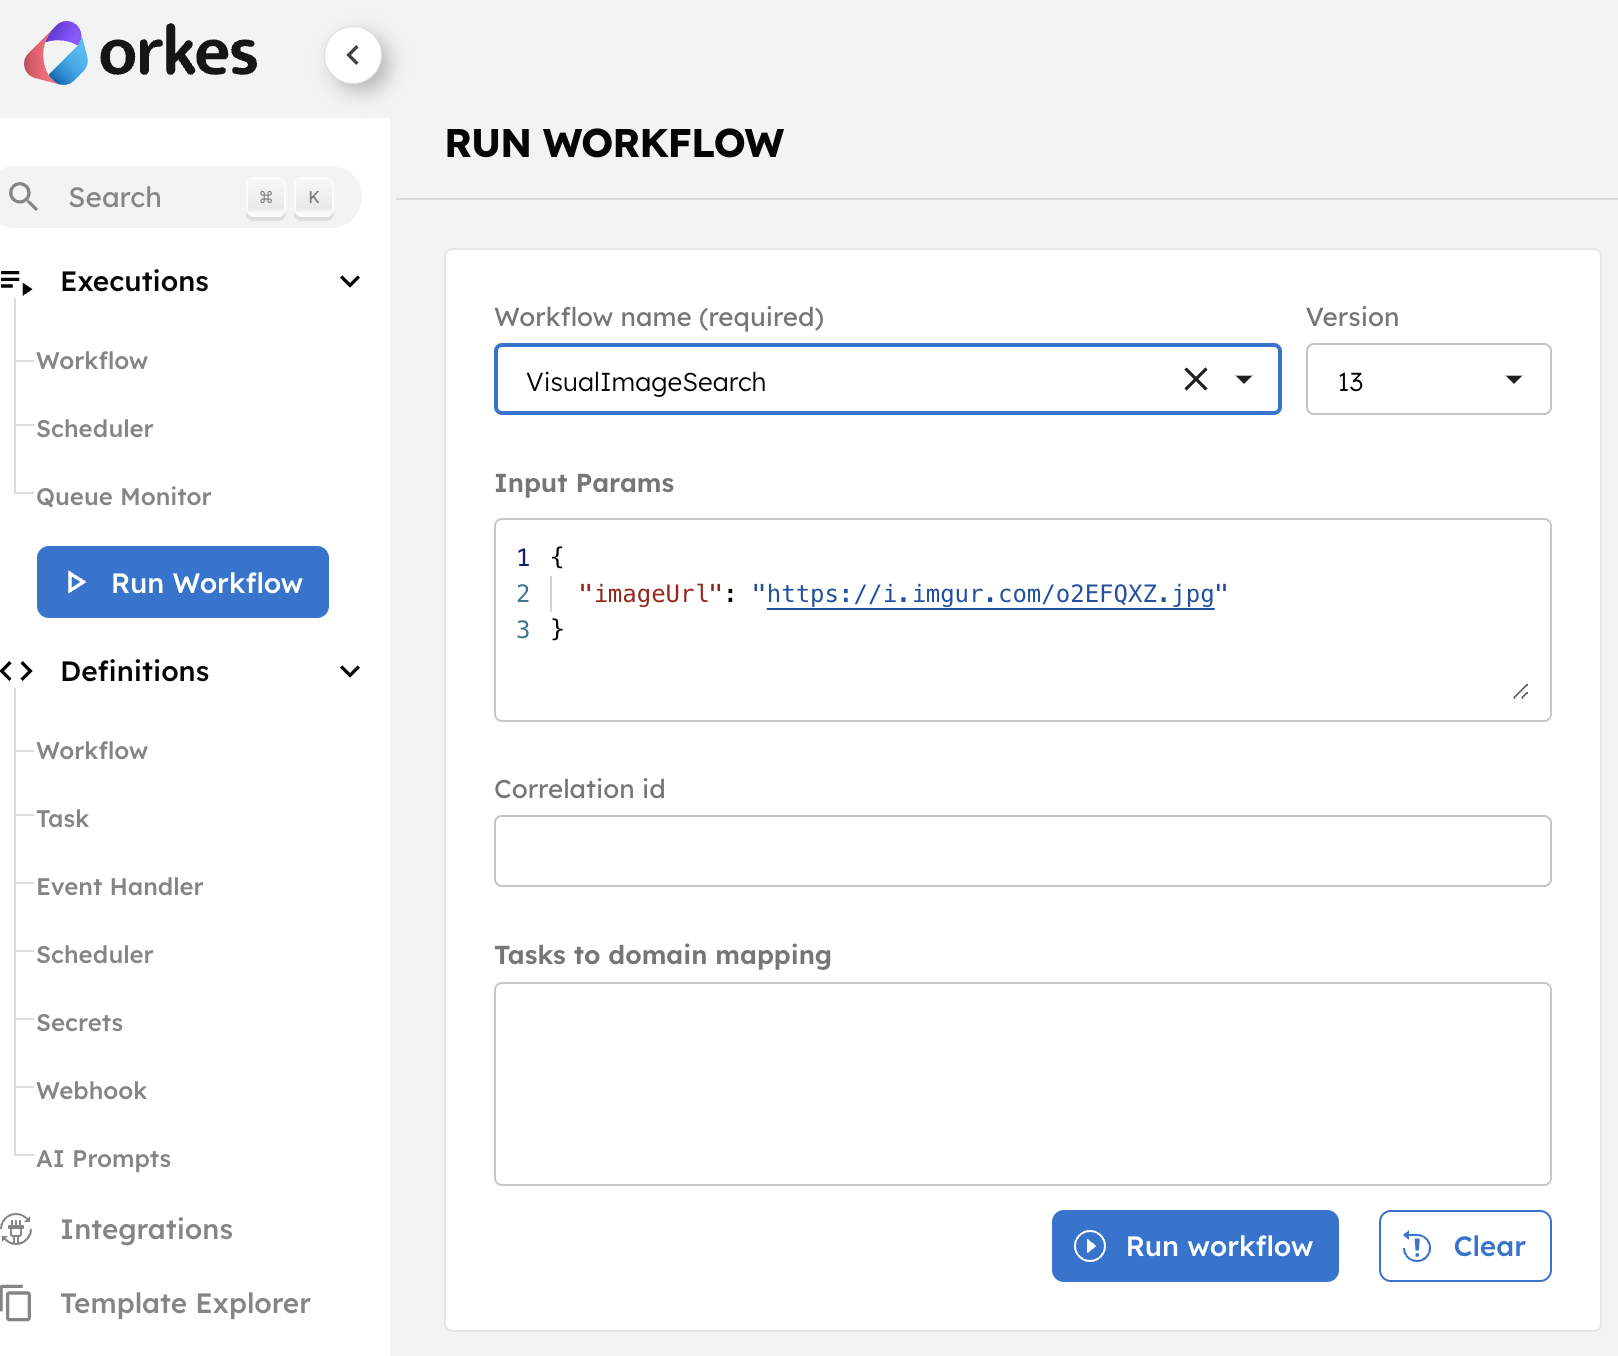 orkes
RUN WORKFLOW
Search ⌘ K
Executions
Workflow
Scheduler
Queue Monitor
Run Workflow
Definitions
Workflow
Task
Event Handler
Scheduler
Secrets
Webhook
AI Prompts
Integrations
Template Explorer
Workflow name (required)
VisualImageSearch
Version
13
Input Params
1 {
2 "imageUrl": "https://i.imgur.com/o2EFQXZ.jpg"
3 }
Correlation id
Tasks to domain mapping
Run workflow
Clear